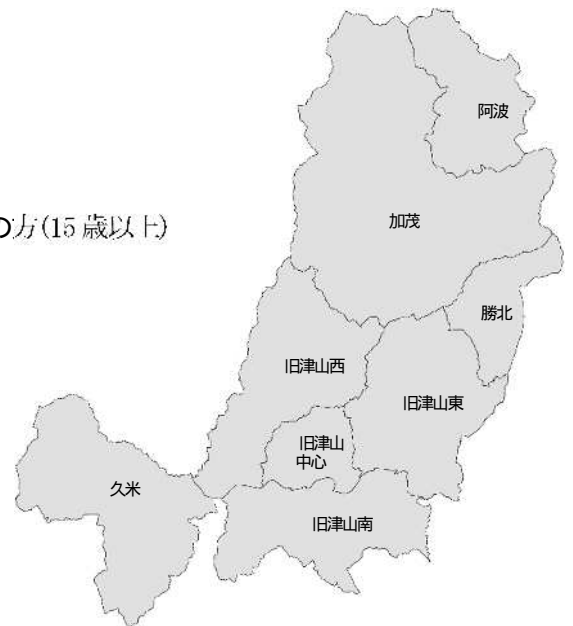 阿波
加茂
の方(15歳以上)
勝北
旧津山西
旧津山東
旧津山
中心
久米
旧津山南